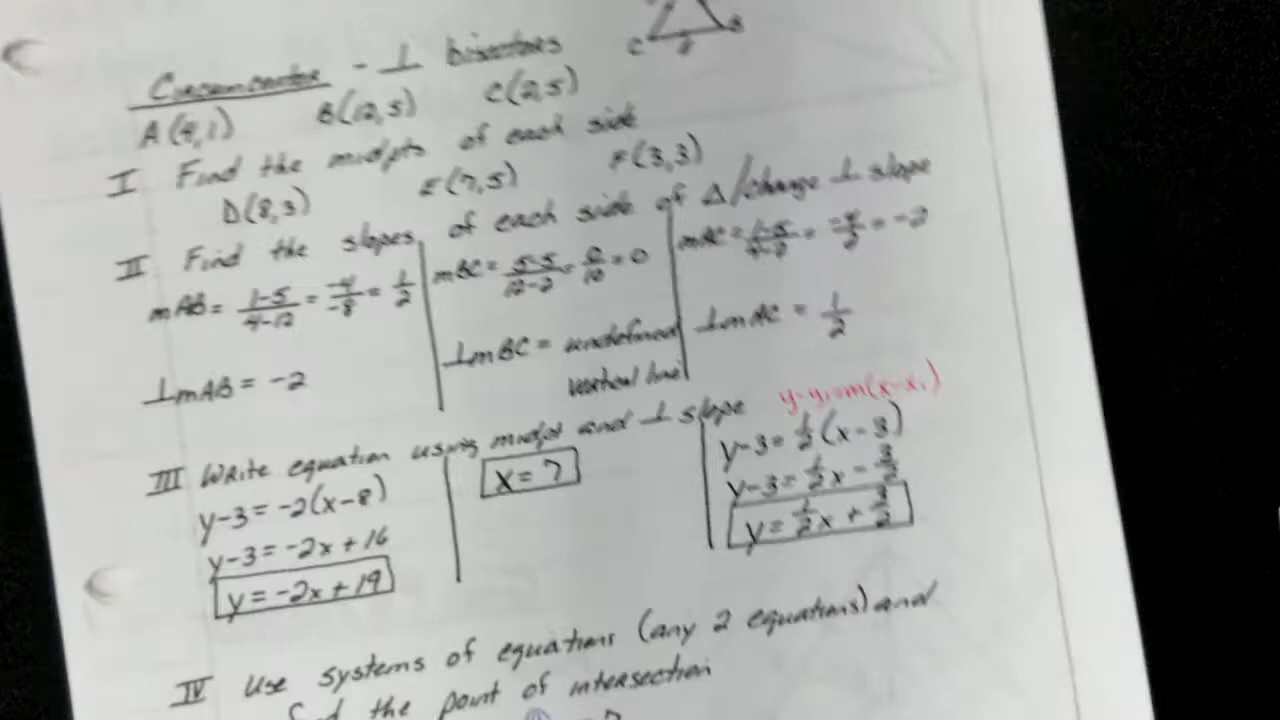 C B
Circumcenter - ⊥ bisectors
A(4,1) B(12,5) C(2,5)
I Find the midpts of each side
D(8,3) E(7,5) F(3,3)
II Find the slopes of each side of Δ/change ⊥ slope
mAB = 1-5/4-12 = -4/-8 = 1/2
⊥mAB = -2
mBC = 5-5/12-2 = 0/10 = 0
⊥mBC = undefined
vertical line
mAC = 1-5/4-2 = -4/2 = -2
⊥mAC = 1/2
III Write equation using midpt and ⊥ slope
y-y₁=m(x-x₁)
y-3=-2(x-8)
y-3=-2x+16
y=-2x+19
x=7
y-3=1/2(x-3)
y-3=1/2x-3/2
y=1/2x+3/2
IV Use systems of equations (any 2 equations) and
find the point of intersection